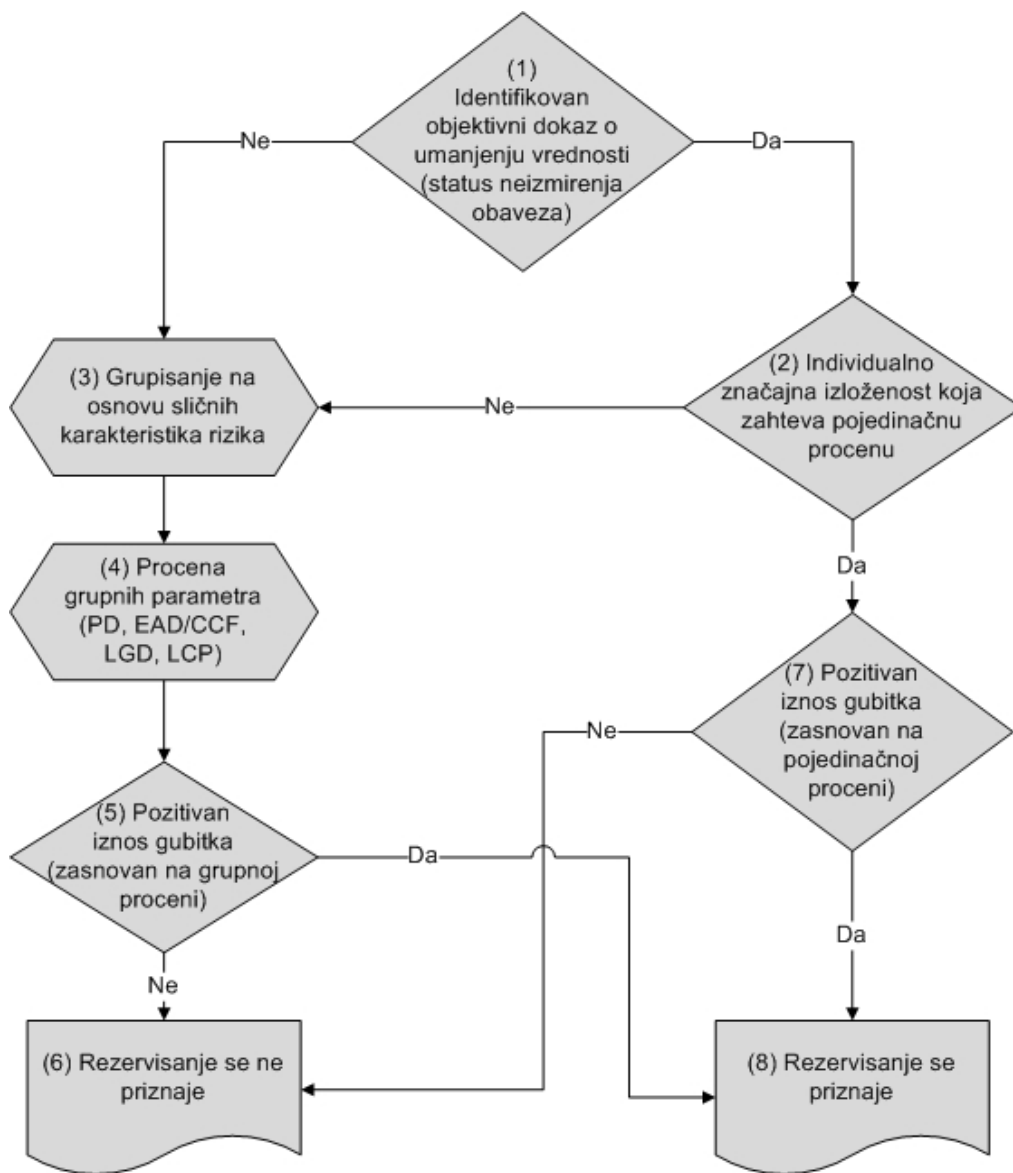 (1)
Identifikovan
objektivni dokaz o
umanjenju vrednosti
(status neizmirenja
obaveza)
Ne
Da
(2) Individualno
značajna izloženost koja
zahteva pojedinačnu
procenu
Ne
(3) Grupisanje na
osnovu sličnih
karakteristika rizika
(4) Procena
grupnih parametra
(PD, EAD/CCF,
LGD, LCP)
Da
(7) Pozitivan
iznos gubitka
(zasnovan na
pojedinačnoj
proceni)
Ne
(5) Pozitivan
iznos gubitka
(zasnovan na grupnoj
proceni)
Da
Da
Ne
(6) Rezervisanje se ne
priznaje
(8) Rezervisanje se
priznaje